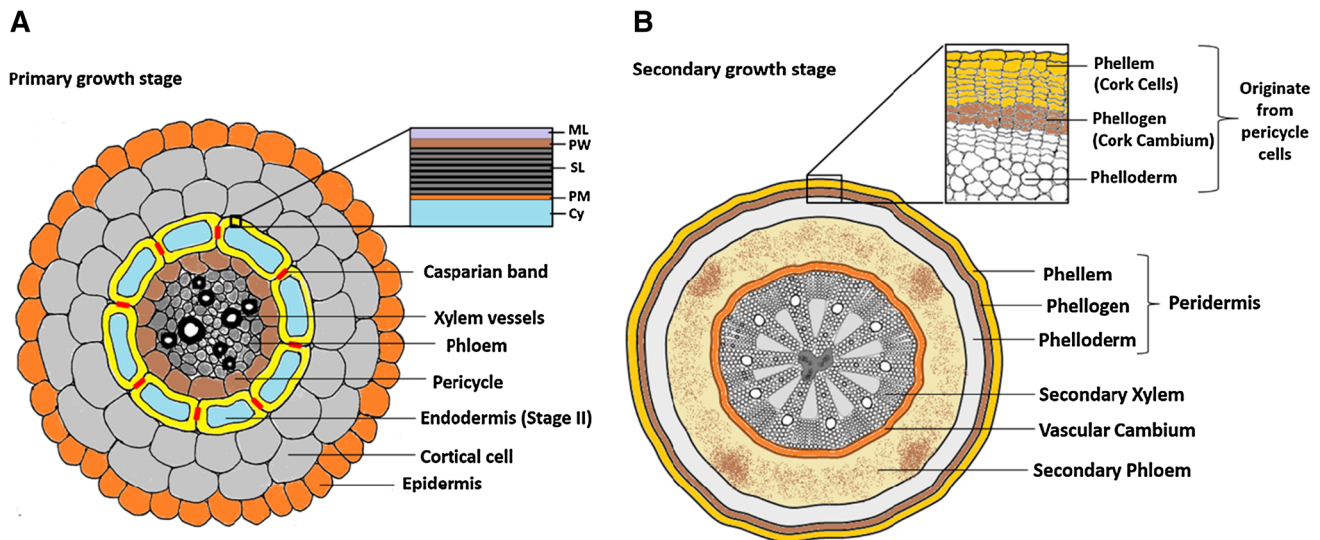 A
Primary growth stage
ML
PW
SL
PM
Cy
Casparian band
Xylem vessels
Phloem
Pericycle
Endodermis (Stage II)
Cortical cell
Epidermis
B
Secondary growth stage
Phellem
(Cork Cells)
Phellogen
(Cork Cambium)
Phelloderm
Originate
from
pericycle
cells
Phellem
Phellogen
Phelloderm
Peridermis
Secondary Xylem
Vascular Cambium
Secondary Phloem